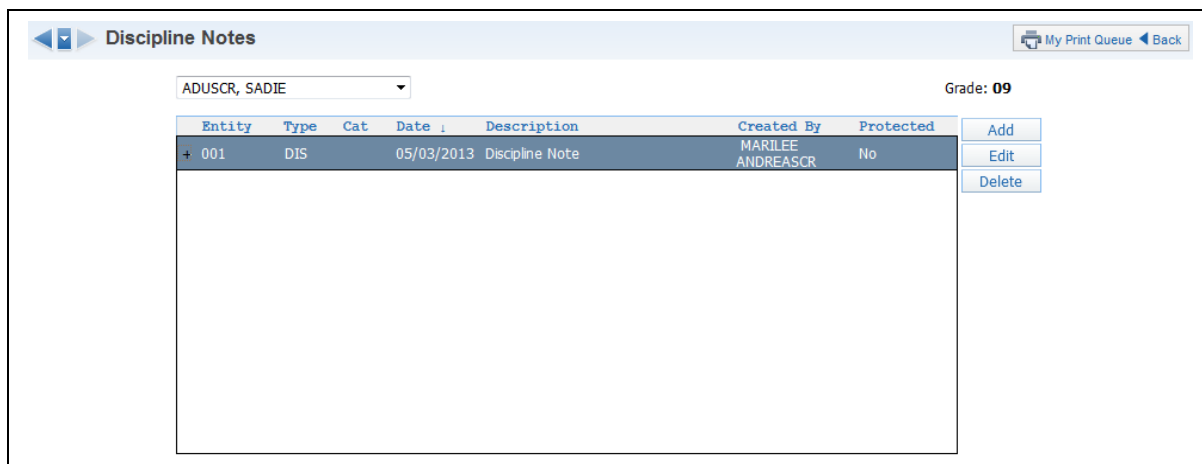 Discipline Notes
My Print Queue Back
ADUSCR, SADIE
Grade: 09
Entity Type Cat Date ↓ Description Created By Protected
Add
+ 001 DIS 05/03/2013 Discipline Note MARILEE ANDREASCR No
Edit
Delete